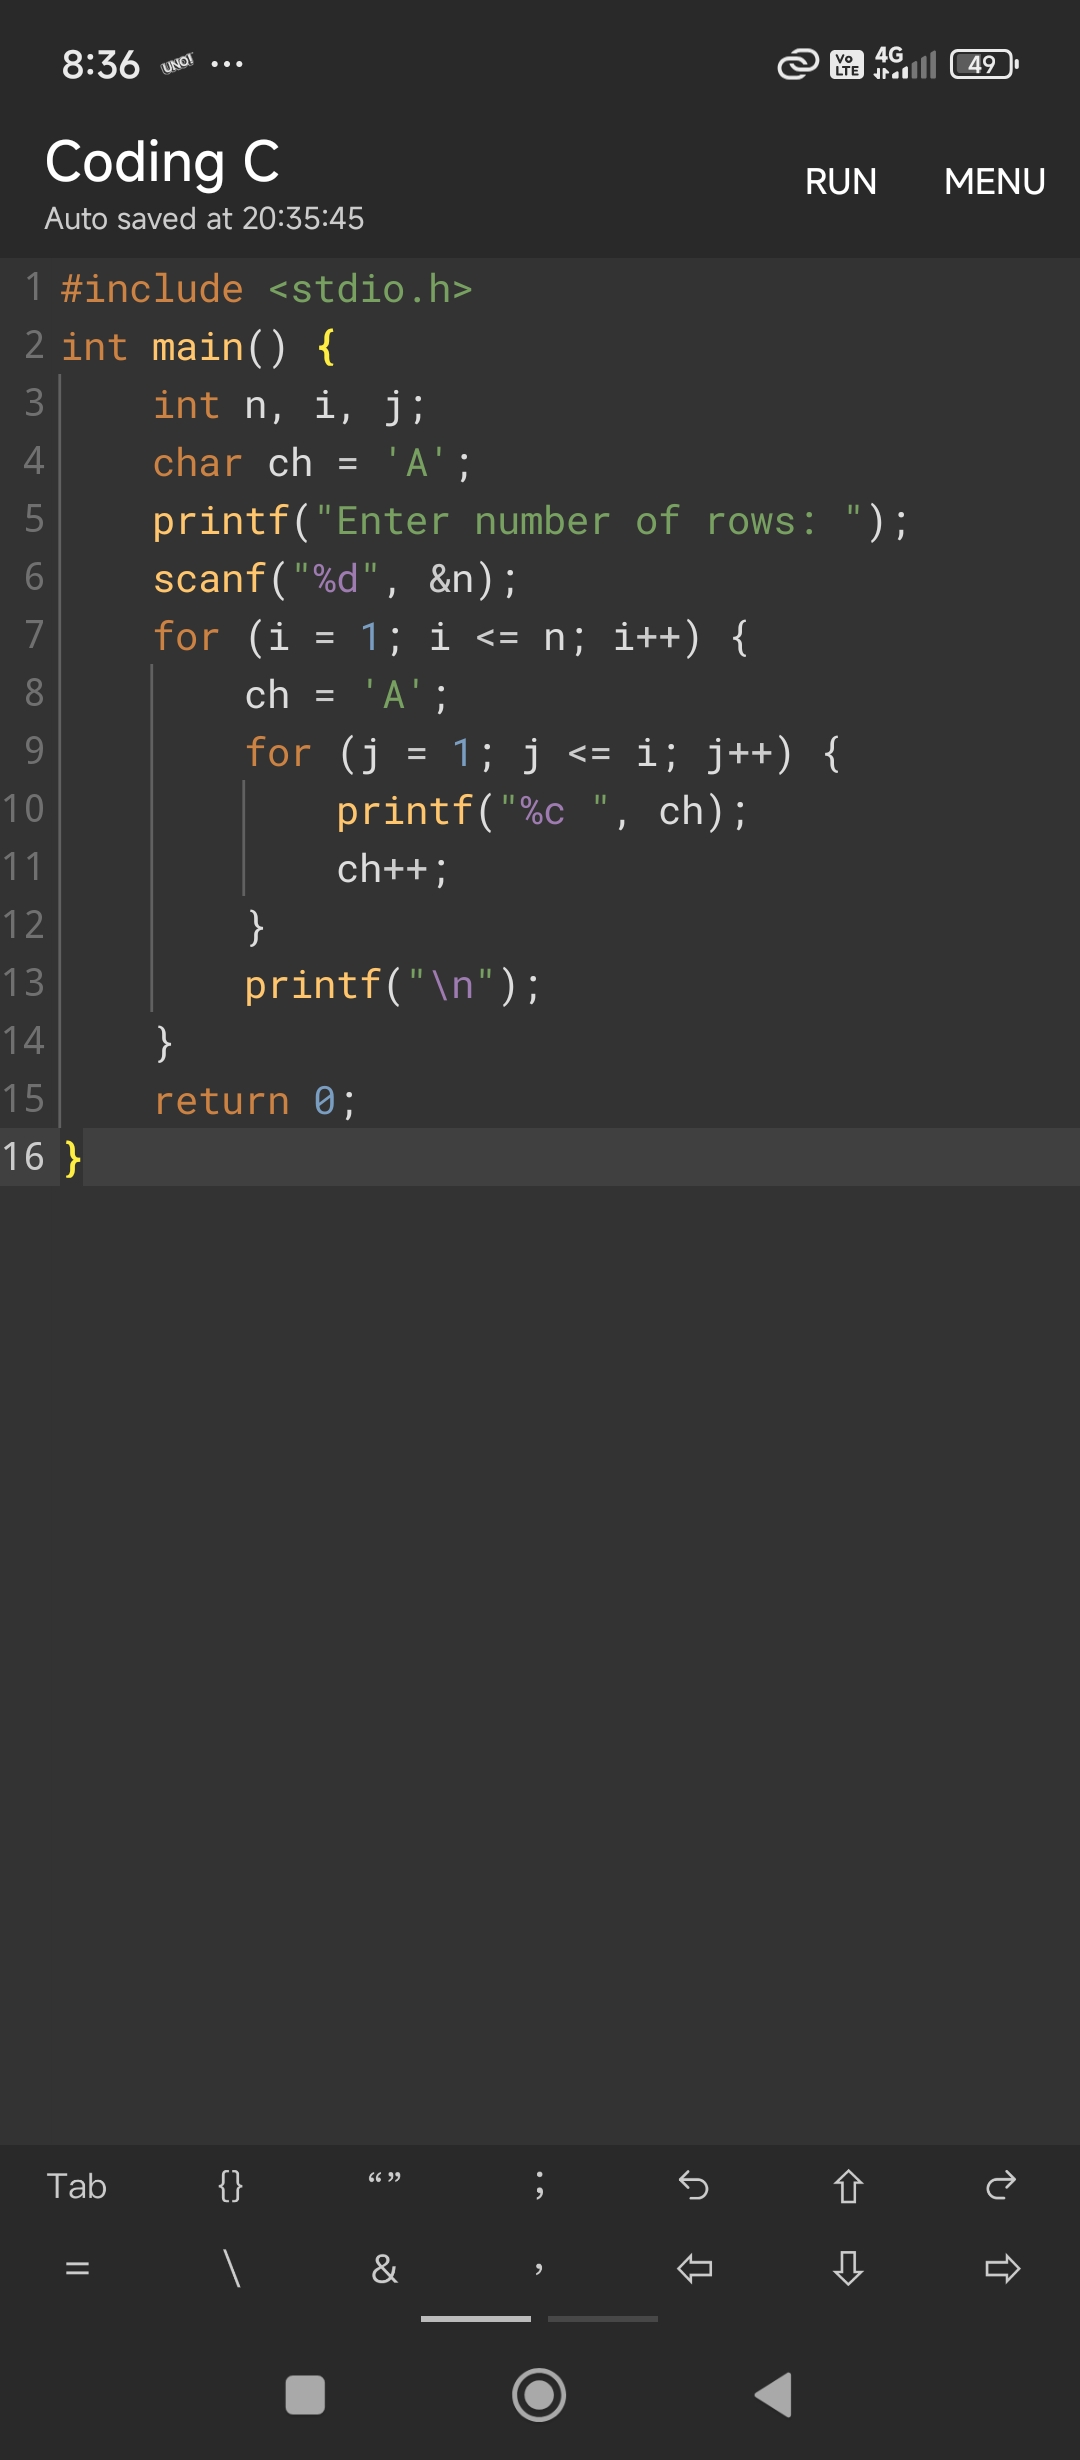 8:36 UNO! ...
Vo LTE 4G 49
Coding C
RUN MENU
Auto saved at 20:35:45
1 #include <stdio.h>
2 int main() {
3     int n, i, j;
4     char ch = 'A';
5     printf("Enter number of rows: ");
6     scanf("%d", &n);
7     for (i = 1; i <= n; i++) {
8         ch = 'A';
9         for (j = 1; j <= i; j++) {
10             printf("%c ", ch);
11             ch++;
12         }
13         printf("\n");
14     }
15     return 0;
16 }
Tab {} “” ;
= \ & ,